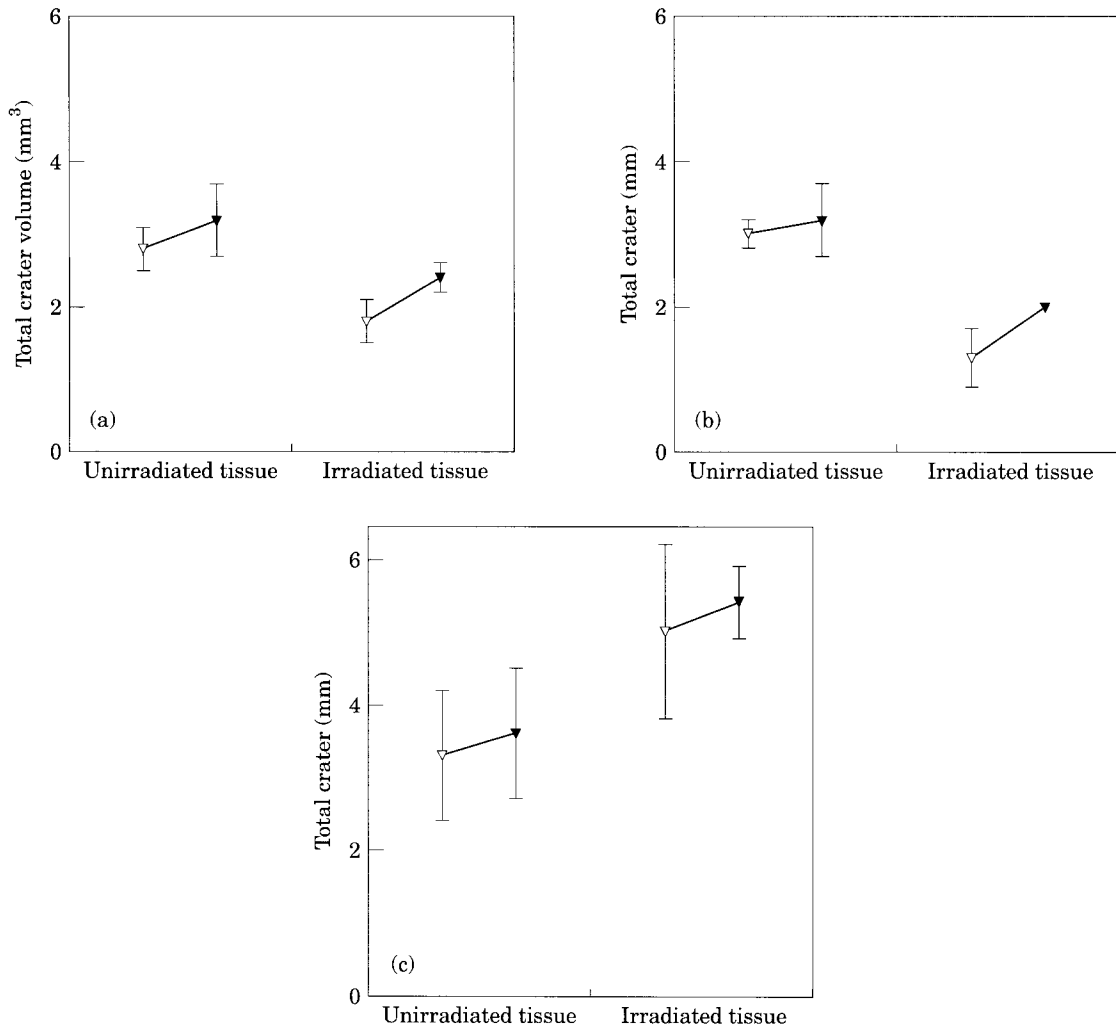 Total crater volume (mm³)
6
4
2
0
(a)
Unirradiated tissue
Irradiated tissue
Total crater (mm)
6
4
2
0
(b)
Unirradiated tissue
Irradiated tissue
Total crater (mm)
6
4
2
0
(c)
Unirradiated tissue
Irradiated tissue